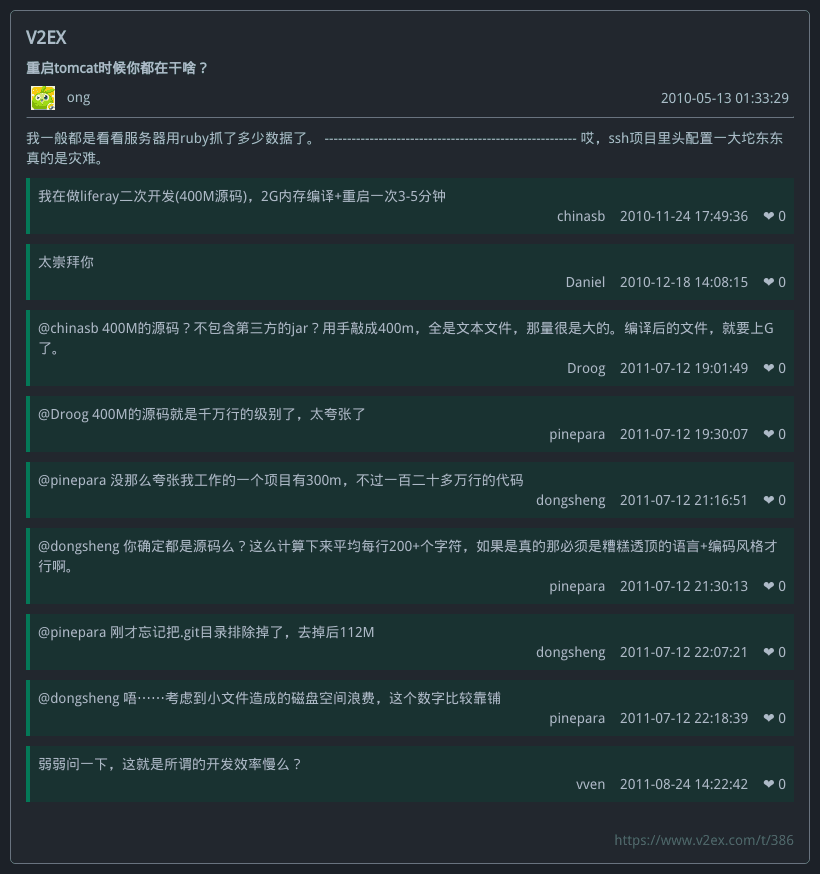 V2EX
重启tomcat时候你都在干啥？
ong 2010-05-13 01:33:29
我一般都是看看服务器用ruby抓了多少数据了。 -------------------------------------------------------- 哎，ssh项目里头配置一大坨东东
真的是灾难。
我在做liferay二次开发(400M源码)，2G内存编译+重启一次3-5分钟
chinasb 2010-11-24 17:49:36 ❤ 0
太崇拜你
Daniel 2010-12-18 14:08:15 ❤ 0
@chinasb 400M的源码？不包含第三方的jar？用手敲成400m，全是文本文件，那量很是大的。编译后的文件，就要上G
了。
Droog 2011-07-12 19:01:49 ❤ 0
@Droog 400M的源码就是千万行的级别了，太夸张了
pinepara 2011-07-12 19:30:07 ❤ 0
@pinepara 没那么夸张我工作的一个项目有300m，不过一百二十多万行的代码
dongsheng 2011-07-12 21:16:51 ❤ 0
@dongsheng 你确定都是源码么？这么计算下来平均每行200+个字符，如果是真的那必须是糟糕透顶的语言+编码风格才
行啊。
pinepara 2011-07-12 21:30:13 ❤ 0
@pinepara 刚才忘记把.git目录排除掉了，去掉后112M
dongsheng 2011-07-12 22:07:21 ❤ 0
@dongsheng 唔⋯⋯考虑到小文件造成的磁盘空间浪费，这个数字比较靠铺
pinepara 2011-07-12 22:18:39 ❤ 0
弱弱问一下，这就是所谓的开发效率慢么？
vven 2011-08-24 14:22:42 ❤ 0
https://www.v2ex.com/t/386